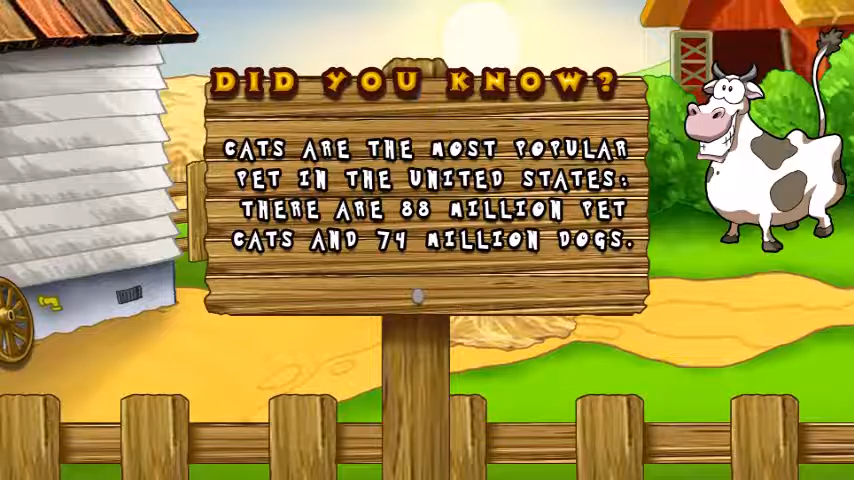 DID YOU KNOW?
CATS ARE THE MOST POPULAR
PET IN THE UNITED STATES:
THERE ARE 88 MILLION PET
CATS AND 74 MILLION DOGS.